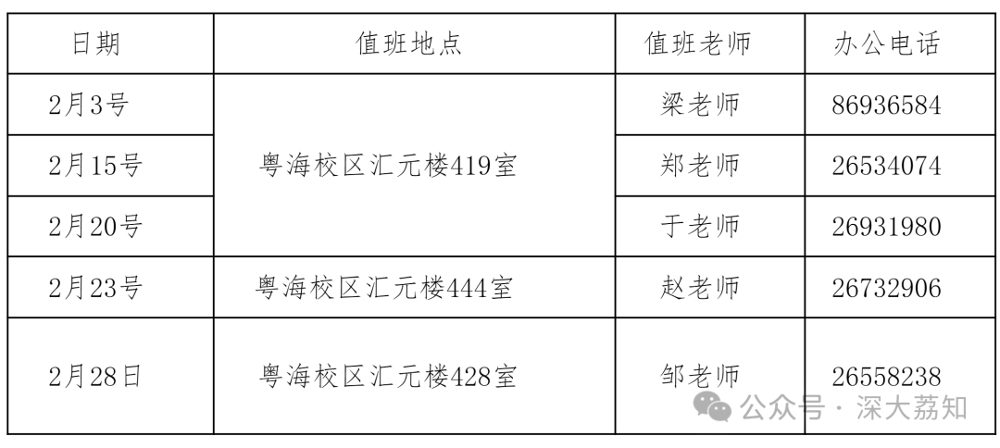 日期 值班地点 值班老师 办公电话
2月3号 梁老师 86936584
2月15号 粤海校区汇元楼419室 郑老师 26534074
2月20号 于老师 26931980
2月23号 粤海校区汇元楼444室 赵老师 26732906
2月28日 粤海校区汇元楼428室 邹老师 26558238
公众号·深大荔知